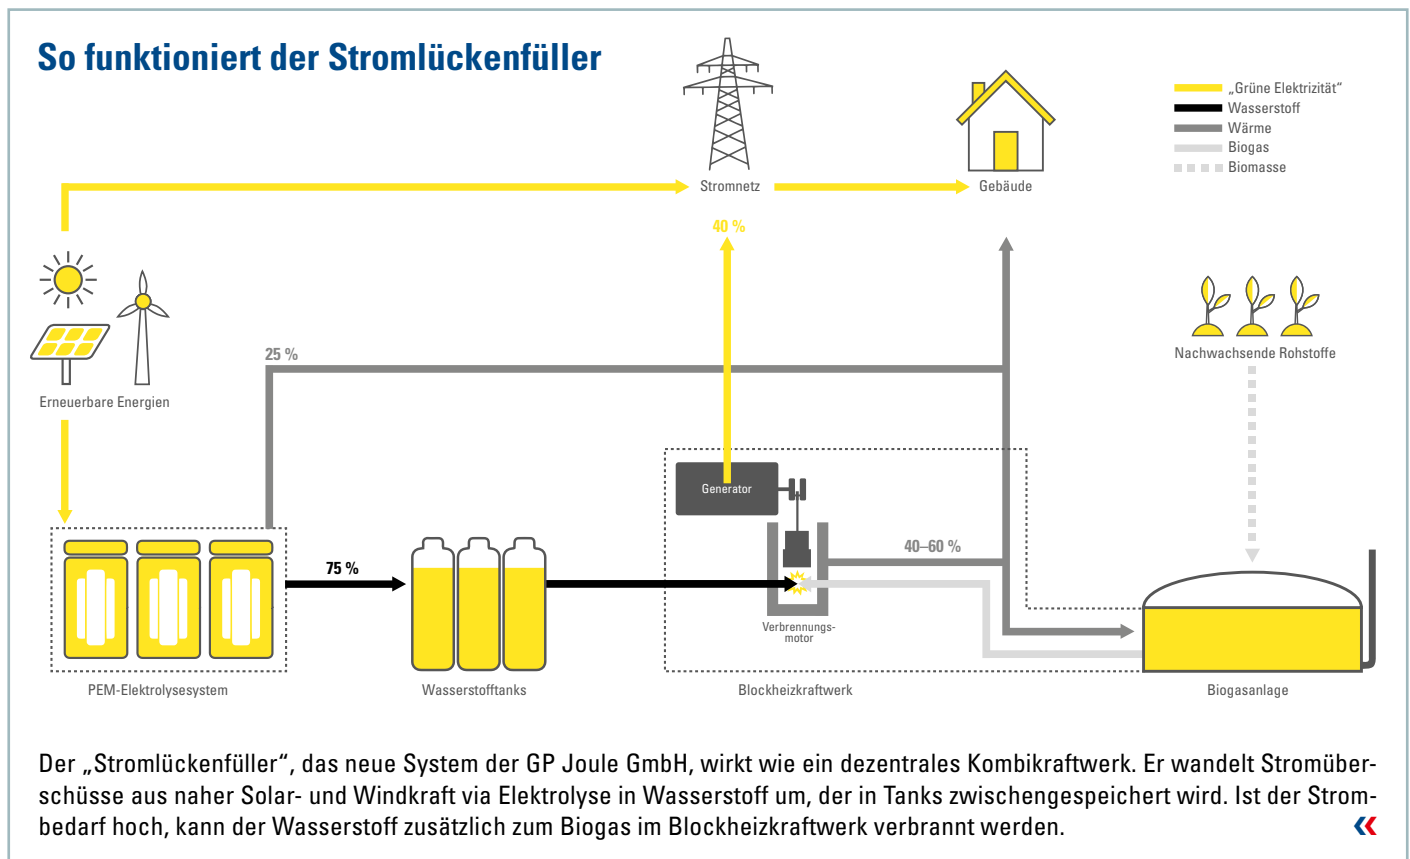 So funktioniert der Stromlückenfüller
„Grüne Elektrizität“
Wasserstoff
Wärme
Biogas
Biomasse
Stromnetz
Gebäude
40 %
Nachwachsende Rohstoffe
25 %
Erneuerbare Energien
Generator
40–60 %
75 %
Verbrennungs-
motor
PEM-Elektrolysesystem
Wasserstofftanks
Blockheizkraftwerk
Biogasanlage
Der „Stromlückenfüller“, das neue System der GP Joule GmbH, wirkt wie ein dezentrales Kombikraftwerk. Er wandelt Stromüber-
schüsse aus naher Solar- und Windkraft via Elektrolyse in Wasserstoff um, der in Tanks zwischengespeichert wird. Ist der Strom-
bedarf hoch, kann der Wasserstoff zusätzlich zum Biogas im Blockheizkraftwerk verbrannt werden.